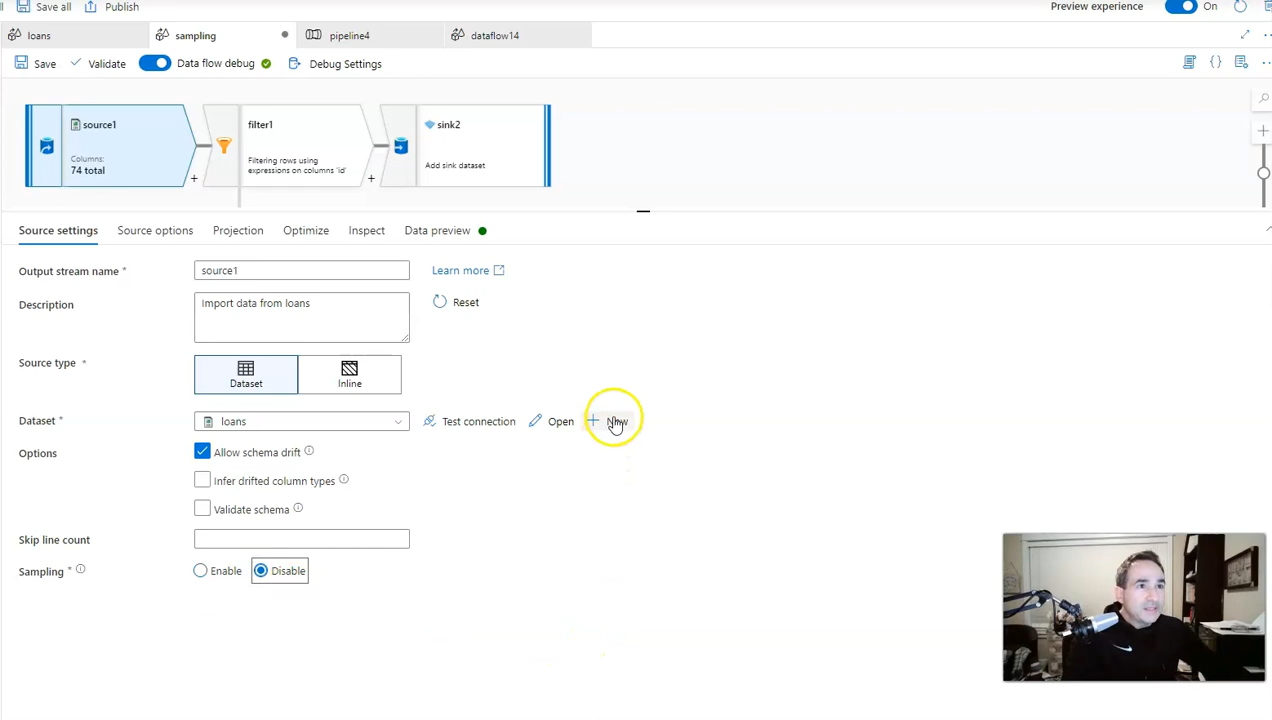 Save all Publish Preview experience On
loans sampling pipeline4 dataflow14
Save Validate Data flow debug Debug Settings
source1 filter1 sink2
Columns:
74 total
Filtering rows using
expressions on columns 'id'
Add sink dataset
+ +
Source settings Source options Projection Optimize Inspect Data preview
Output stream name * source1 Learn more
Description Import data from loans Reset
Source type * Dataset Inline
Dataset * loans Test connection Open New
Options Allow schema drift
Infer drifted column types
Validate schema
Skip line count
Sampling * Enable Disable